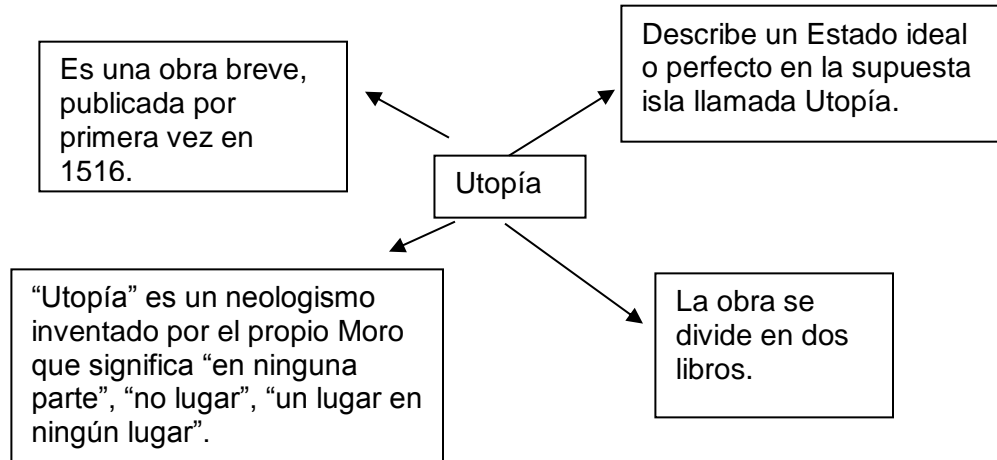 Es una obra breve,
publicada por
primera vez en
1516.
Describe un Estado ideal
o perfecto en la supuesta
isla llamada Utopía.
Utopía
“Utopía” es un neologismo
inventado por el propio Moro
que significa “en ninguna
parte”, “no lugar”, “un lugar en
ningún lugar”.
La obra se
divide en dos
libros.